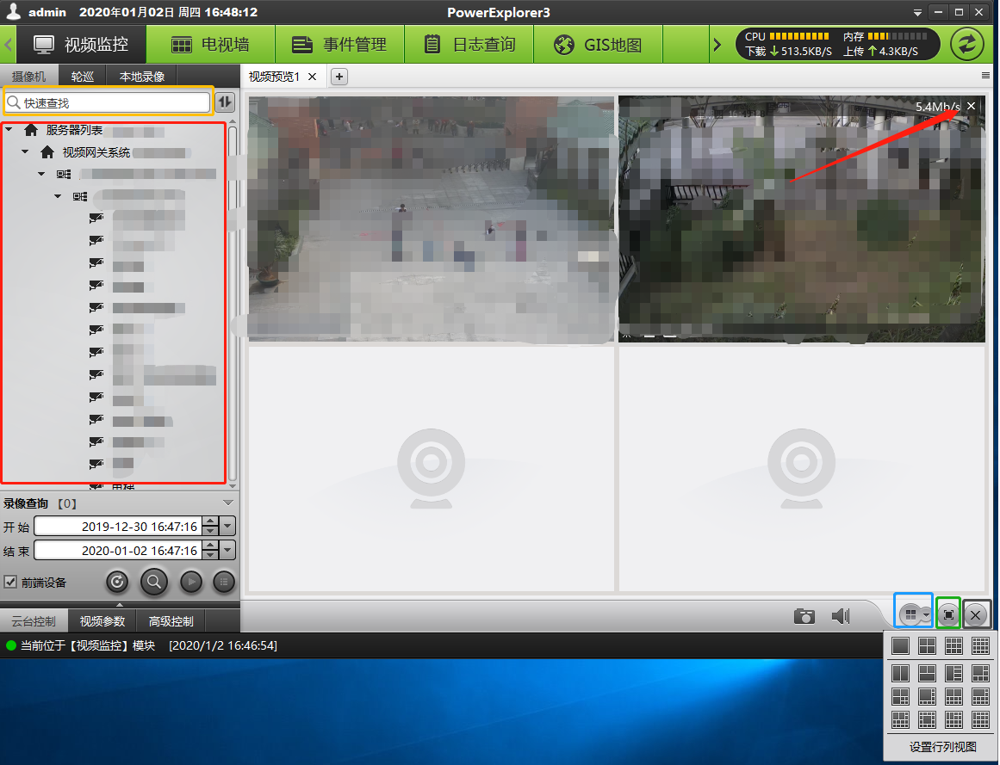 admin 2020年01月02日 周四 16:48:12 PowerExplorer3
视频监控 电视墙 事件管理 日志查询 GIS地图
CPU 内存
下载 513.5KB/S 上传 4.3KB/S
摄像机 轮巡 本地录像 视频预览1
快速查找
5.4Mb/s
服务器列表
视频网关系统
电梯
录像查询 【0】
开 始 2019-12-30 16:47:16
结 束 2020-01-02 16:47:16
前端设备
云台控制 视频参数 高级控制
当前位于【视频监控】模块 [2020/1/2 16:46:54]
设置行列视图